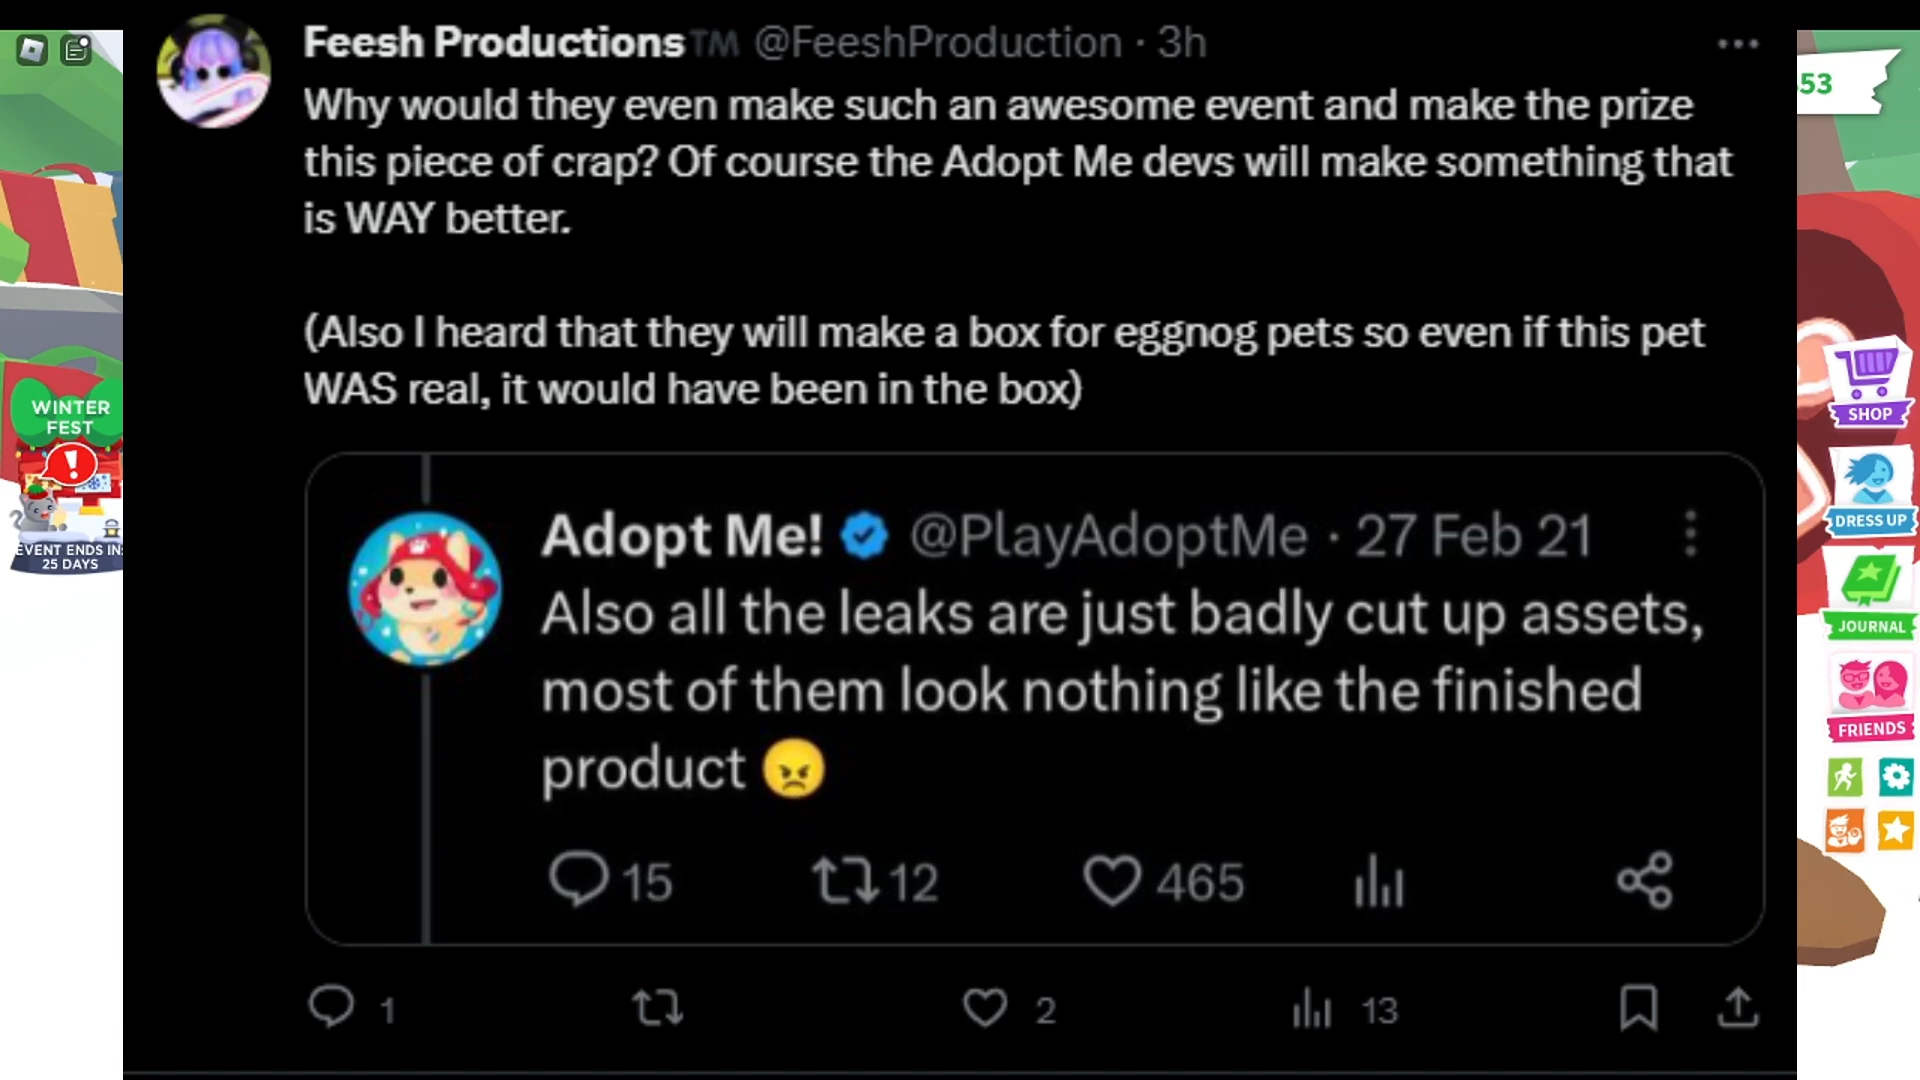 Feesh Productions™ @FeeshProduction · 3h
Why would they even make such an awesome event and make the prize
this piece of crap? Of course the Adopt Me devs will make something that
is WAY better.
(Also I heard that they will make a box for eggnog pets so even if this pet
WAS real, it would have been in the box)
Adopt Me! @PlayAdoptMe · 27 Feb 21
Also all the leaks are just badly cut up assets,
most of them look nothing like the finished
product 😠
15 12 465
1 2 13
WINTER
FEST
!
EVENT ENDS IN:
25 DAYS
53
SHOP
DRESS UP
JOURNAL
FRIENDS